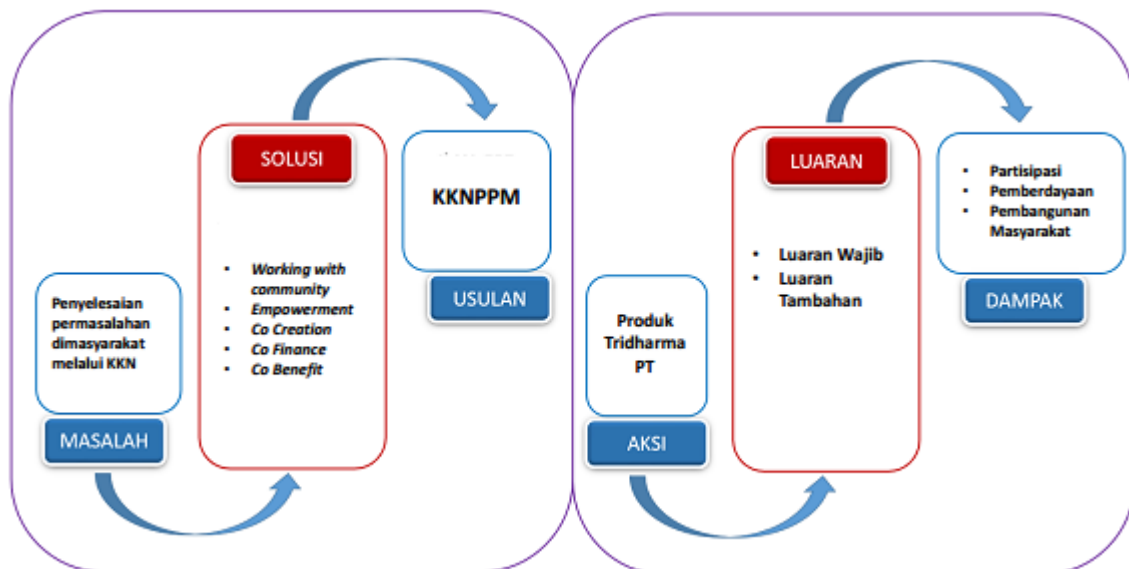 MASALAH
Penyelesaian
permasalahan
dimasyarakat
melalui KKN
SOLUSI
• Working with
community
• Empowerment
• Co Creation
• Co Finance
• Co Benefit
KKNPPM
USULAN
Produk
Tridharma
PT
AKSI
LUARAN
• Luaran Wajib
• Luaran
Tambahan
• Partisipasi
• Pemberdayaan
• Pembangunan
Masyarakat
DAMPAK